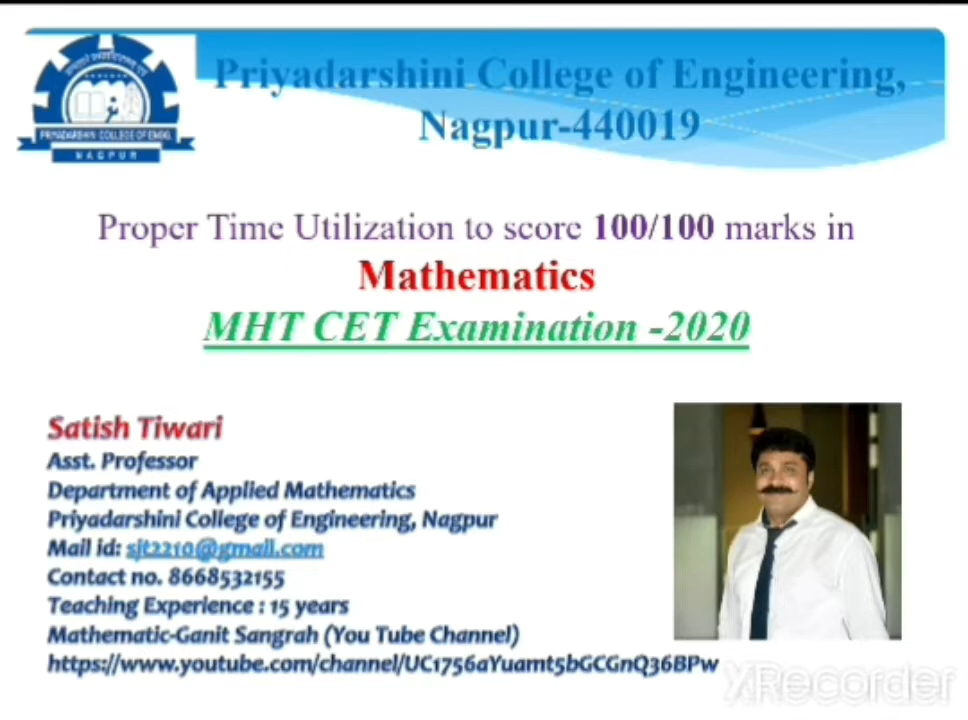 PRIYADARSHINI COLLEGE OF ENGG.
NAGPUR
Priyadarshini College of Engineering,
Nagpur-440019
Proper Time Utilization to score 100/100 marks in
Mathematics
MHT CET Examination -2020
Satish Tiwari
Asst. Professor
Department of Applied Mathematics
Priyadarshini College of Engineering, Nagpur
Mail id: sjt2210@gmail.com
Contact no. 8668532155
Teaching Experience : 15 years
Mathematic-Ganit Sangrah (You Tube Channel)
https://www.youtube.com/channel/UC1756aYuamt5bGCGnQ36BPw
XRecorder